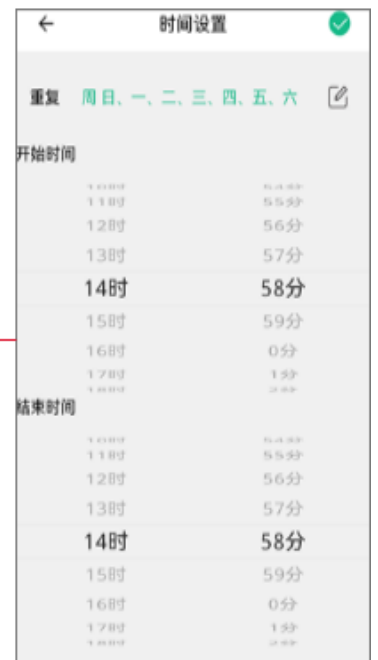 时间设置
重复 周日、一、二、三、四、五、六
开始时间
11时 55分
12时 56分
13时 57分
14时 58分
15时 59分
16时 0分
17时 1分
结束时间
11时 55分
12时 56分
13时 57分
14时 58分
15时 59分
16时 0分
17时 1分